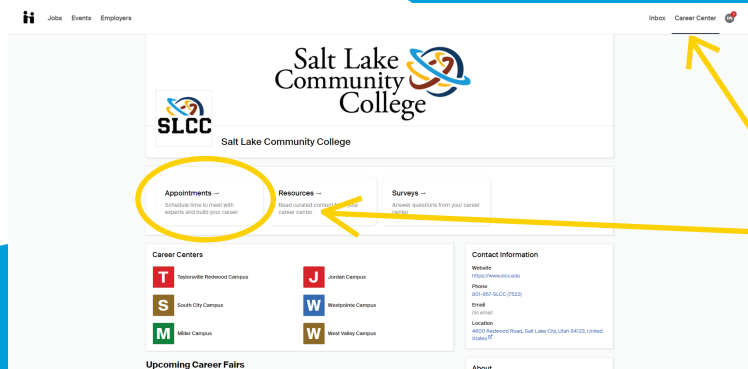 Jobs Events Employers
Inbox Career Center
Salt Lake
Community
College
SLCC
Salt Lake Community College
Appointments →
Schedule time to meet with
experts and build your career
Resources →
Read curated content from your
career center
Surveys →
Answer questions from your career
center
Career Centers
T Taylorsville Redwood Campus
J Jordan Campus
S South City Campus
W Westpointe Campus
M Miller Campus
W West Valley Campus
Contact Information
Website
https://www.slcc.edu
Phone
801-957-SLCC (7522)
Email
No email
Location
4600 Redwood Road, Salt Lake City, Utah 84123, United
States
Upcoming Career Fairs
About